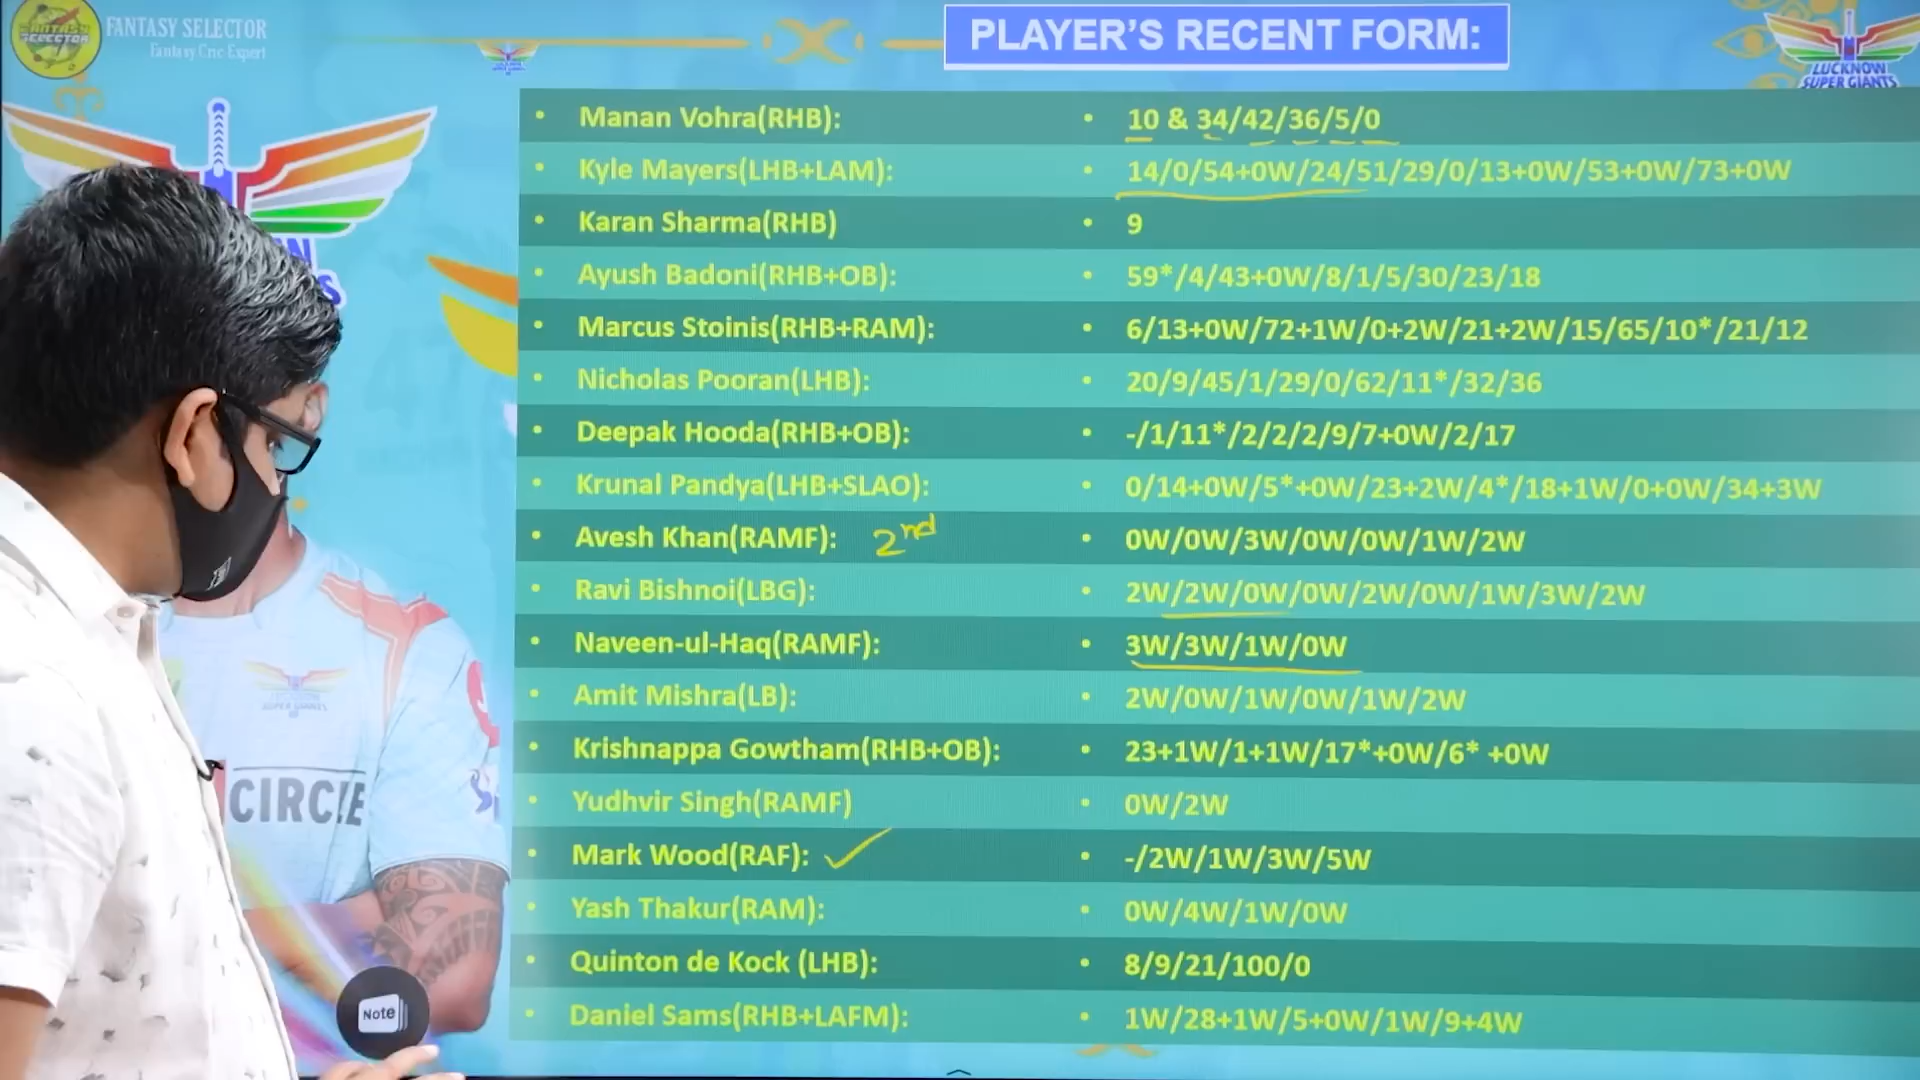 FANTASY SELECTOR
Fantasy Cric Expert
PLAYER'S RECENT FORM:
LUCKNOW
SUPER GIANTS
• Manan Vohra(RHB): • 10 & 34/42/36/5/0
• Kyle Mayers(LHB+LAM): • 14/0/54+0W/24/51/29/0/13+0W/53+0W/73+0W
• Karan Sharma(RHB) • 9
• Ayush Badoni(RHB+OB): • 59*/4/43+0W/8/1/5/30/23/18
• Marcus Stoinis(RHB+RAM): • 6/13+0W/72+1W/0+2W/21+2W/15/65/10*/21/12
• Nicholas Pooran(LHB): • 20/9/45/1/29/0/62/11*/32/36
• Deepak Hooda(RHB+OB): • -/1/11*/2/2/2/9/7+0W/2/17
• Krunal Pandya(LHB+SLAO): • 0/14+0W/5*+0W/23+2W/4*/18+1W/0+0W/34+3W
• Avesh Khan(RAMF): 2nd • 0W/0W/3W/0W/0W/1W/2W
• Ravi Bishnoi(LBG): • 2W/2W/0W/0W/2W/0W/1W/3W/2W
• Naveen-ul-Haq(RAMF): • 3W/3W/1W/0W
• Amit Mishra(LB): • 2W/0W/1W/0W/1W/2W
• Krishnappa Gowtham(RHB+OB): • 23+1W/1+1W/17*+0W/6* +0W
• Yudhvir Singh(RAMF) • 0W/2W
• Mark Wood(RAF): ✓ • -/2W/1W/3W/5W
• Yash Thakur(RAM): • 0W/4W/1W/0W
• Quinton de Kock (LHB): • 8/9/21/100/0
• Daniel Sams(RHB+LAFM): • 1W/28+1W/5+0W/1W/9+4W
CIRCLE
Note